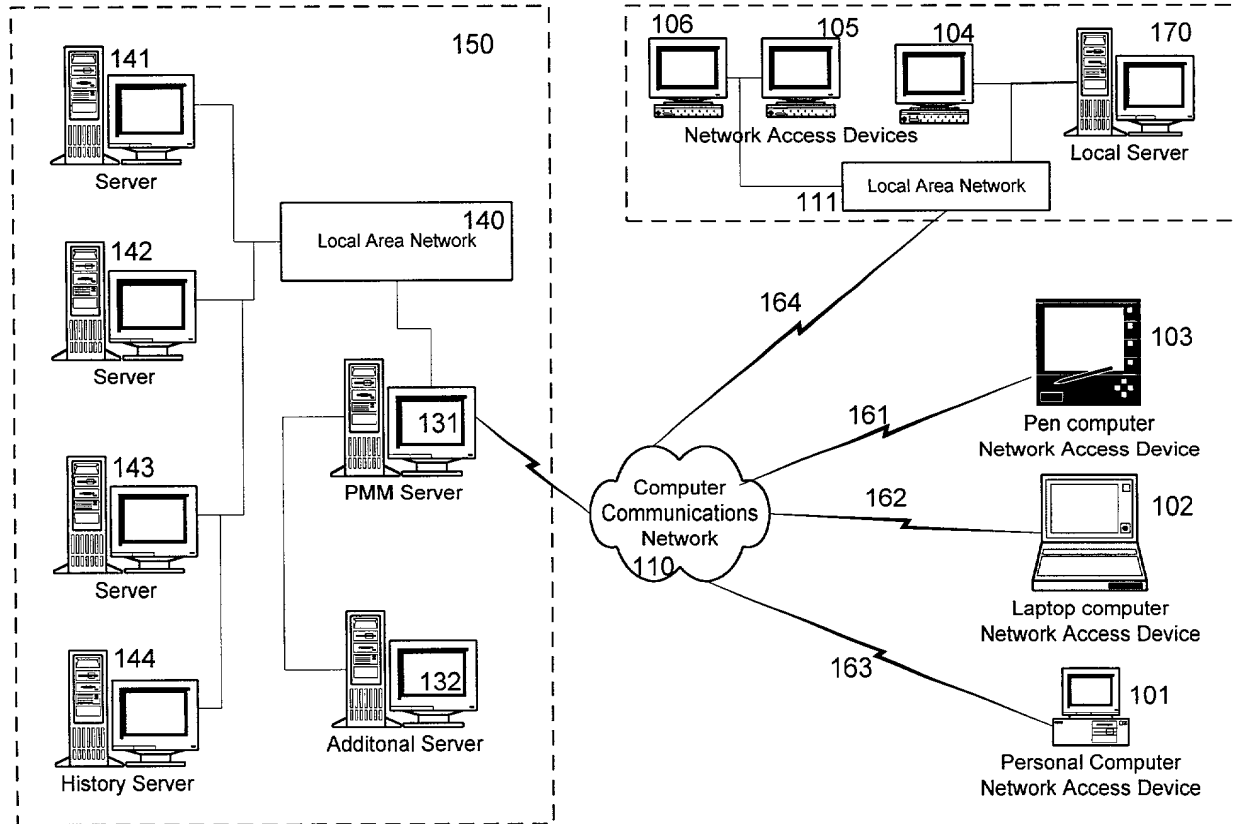 150
141
Server
140
Local Area Network
142
Server
131
PMM Server
143
Server
144
History Server
132
Additonal Server
106
105
104
170
Network Access Devices
Local Server
Local Area Network
111
164
103
161
Pen computer
Network Access Device
Computer
Communications
Network
110
162
102
Laptop computer
Network Access Device
163
101
Personal Computer
Network Access Device